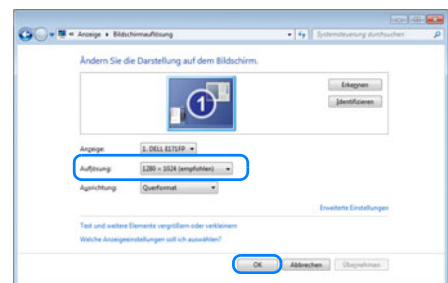 « Anzeige ▸ Bildschirmauflösung
Systemsteuerung durchsuchen
Ändern Sie die Darstellung auf dem Bildschirm.
1
Erkennen
Identifizieren
Anzeige: 1. DELL E171FP
Auflösung: 1280 × 1024 (empfohlen)
Ausrichtung: Querformat
Erweiterte Einstellungen
Text und weitere Elemente vergrößern oder verkleinern
Welche Anzeigeeinstellungen soll ich auswählen?
OK Abbrechen Übernehmen